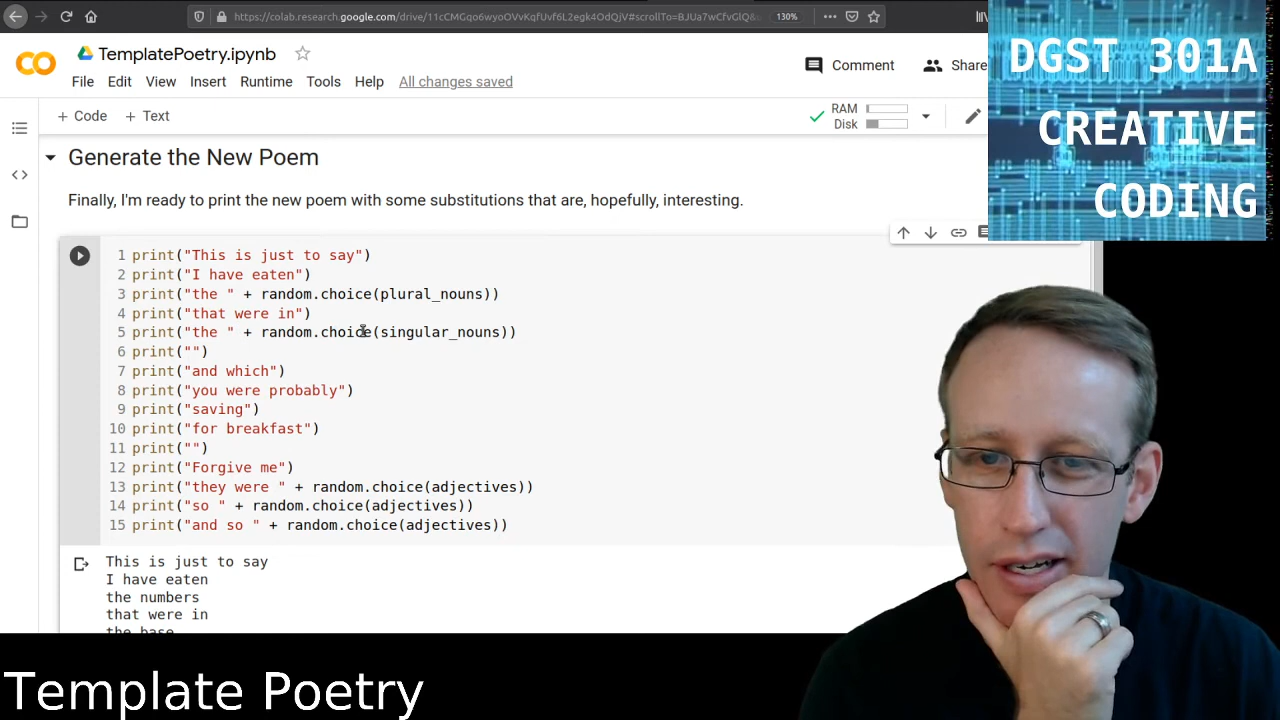 https://colab.research.google.com/drive/11cCMGqo6wyoOVvKqfUvf6L2egk4OdQjV#scrollTo=BJUa7wCfvGlQ&
130%
TemplatePoetry.ipynb
File Edit View Insert Runtime Tools Help All changes saved
Comment
Share
+ Code + Text
RAM
Disk
DGST 301A
CREATIVE
CODING
Generate the New Poem
Finally, I'm ready to print the new poem with some substitutions that are, hopefully, interesting.
1 print("This is just to say")
2 print("I have eaten")
3 print("the " + random.choice(plural_nouns))
4 print("that were in")
5 print("the " + random.choice(singular_nouns))
6 print("")
7 print("and which")
8 print("you were probably")
9 print("saving")
10 print("for breakfast")
11 print("")
12 print("Forgive me")
13 print("they were " + random.choice(adjectives))
14 print("so " + random.choice(adjectives))
15 print("and so " + random.choice(adjectives))
This is just to say
I have eaten
the numbers
that were in
the base
Template Poetry